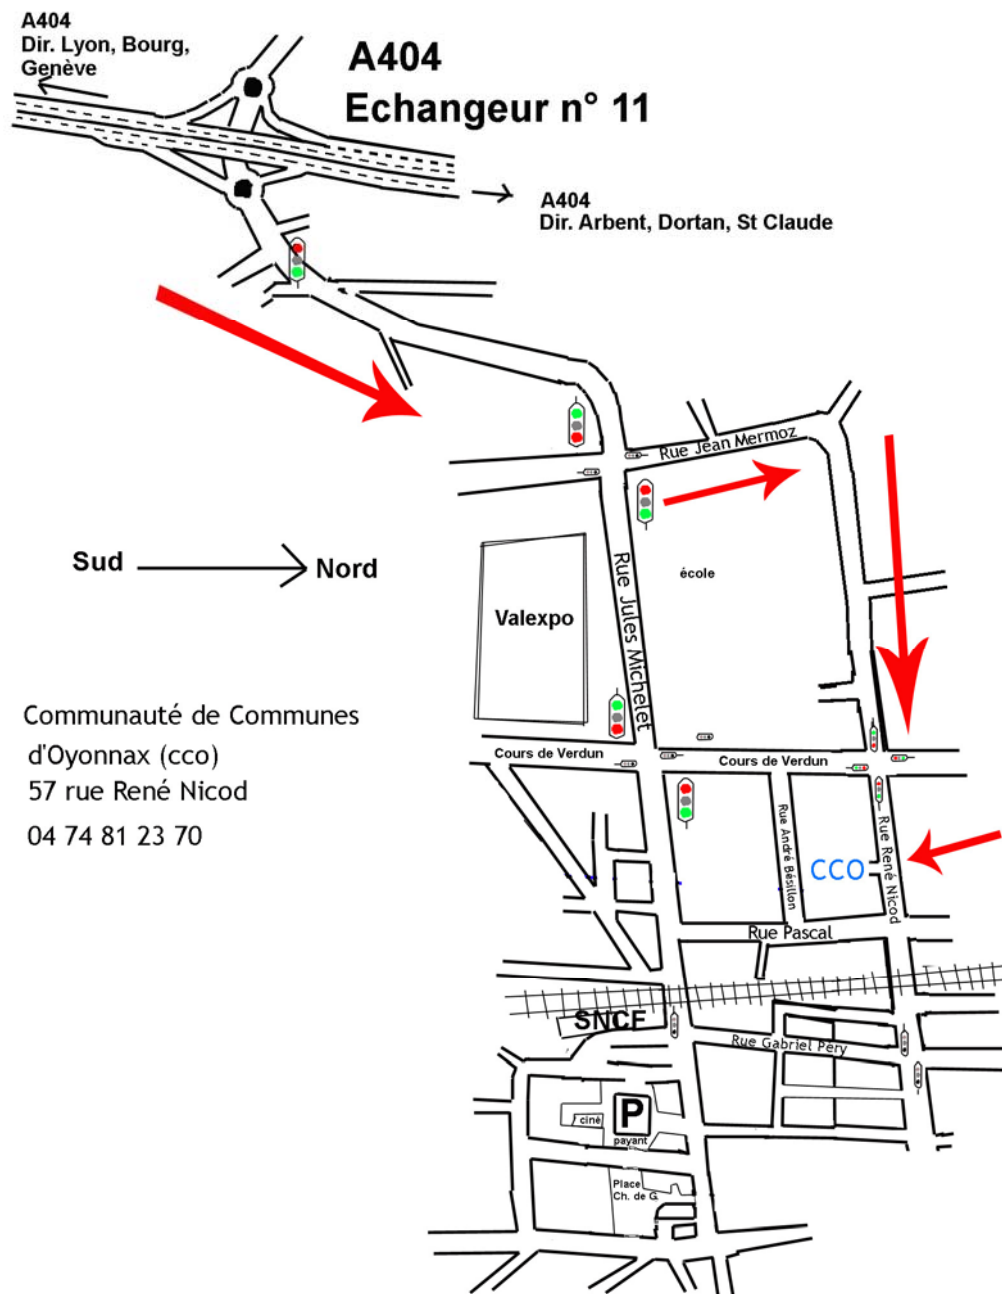 A404
Dir. Lyon, Bourg,
Genève
A404
Echangeur n° 11
A404
Dir. Arbent, Dortan, St Claude
Rue Jean Mermoz
Sud
Nord
école
Rue Jules Michelet
Valexpo
Communauté de Communes
d'Oyonnax (cco)
57 rue René Nicod
04 74 81 23 70
Cours de Verdun
Cours de Verdun
Rue André Bésillon
CCO
Rue René Nicod
Rue Pascal
SNCF
Rue Gabriel Péry
P
ciné
payant
Place
Ch. de G.